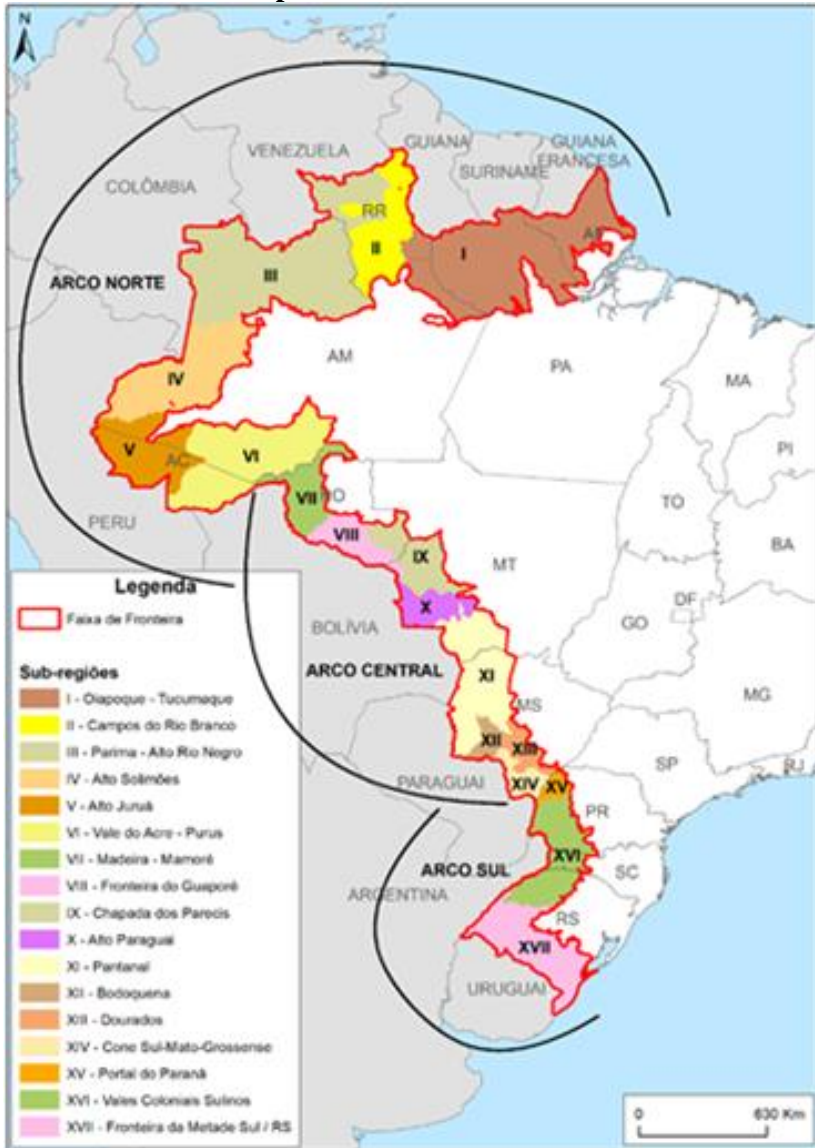 N
VENEZUELA
GUIANA
GUIANA
FRANCESA
SURINAME
COLÔMBIA
RR
AP
I
II
III
ARCO NORTE
AM
PA
MA
IV
PI
V
AC
VI
TO
VII
RO
PERU
BA
VIII
IX
MT
DF
GO
X
BOLÍVIA
ARCO CENTRAL
MG
XI
MS
XII
XIII
SP
RJ
PARAGUAI
XIV
XV
PR
ARCO SUL
XVI
SC
ARGENTINA
RS
XVII
URUGUAI
Legenda
Faixa de Fronteira
Sub-regiões
I - Oiapoque - Tucumaque
II - Campos do Rio Branco
III - Parima - Alto Rio Negro
IV - Alto Solimões
V - Alto Juruá
VI - Vale do Acre - Purus
VII - Madeira - Mamoré
VIII - Fronteira do Guaporé
IX - Chapada dos Parecis
X - Alto Paraguai
XI - Pantanal
XII - Bodoquena
XIII - Dourados
XIV - Cone Sul-Mato-Grossense
XV - Portal do Paraná
XVI - Vales Coloniais Sulinos
XVII - Fronteira da Metade Sul / RS
0 630 Km